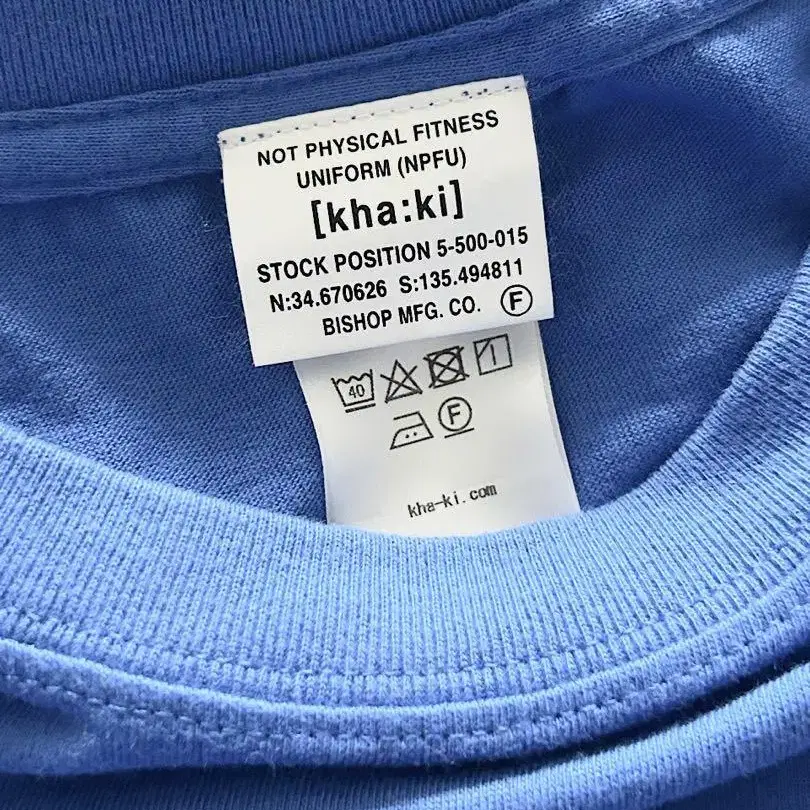 NOT PHYSICAL FITNESS
UNIFORM (NPFU)
[kha:ki]
STOCK POSITION 5-500-015
N:34.670626 S:135.494811
BISHOP MFG. CO. F
40
F
kha-ki.com